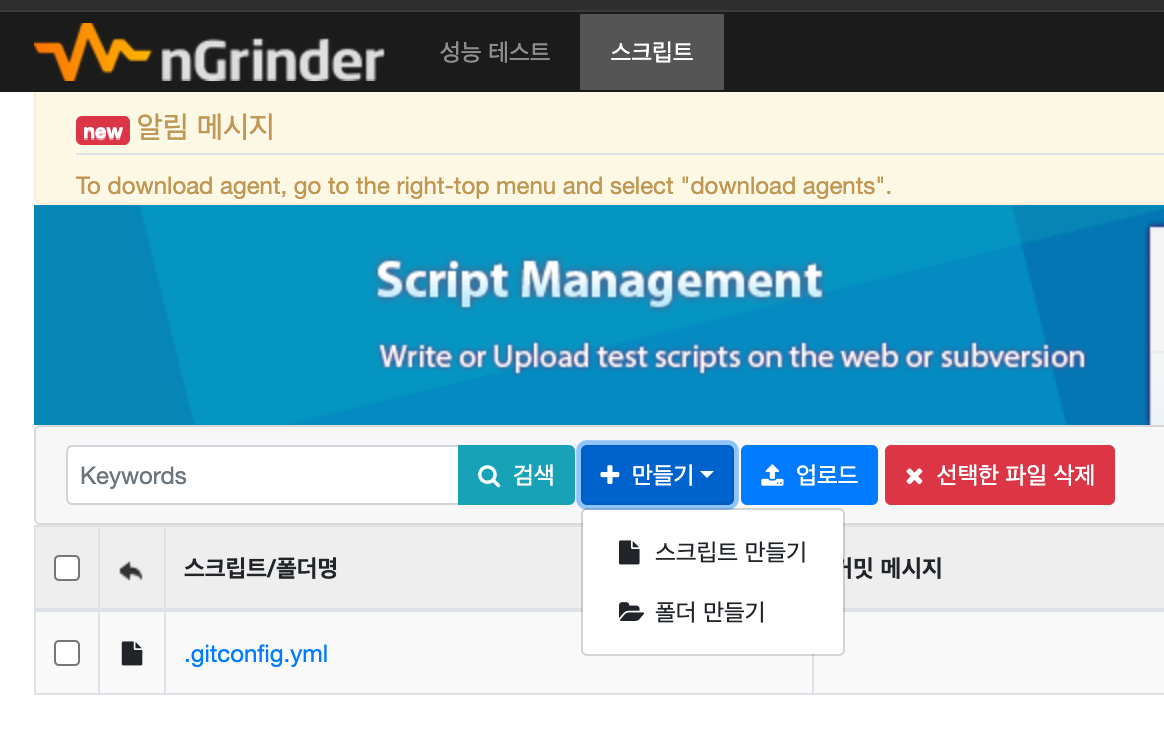 nGrinder 성능 테스트 스크립트
new 알림 메시지
To download agent, go to the right-top menu and select "download agents".
Script Management
Write or Upload test scripts on the web or subversion
Keywords 검색 만들기 업로드 선택한 파일 삭제
스크립트 만들기
폴더 만들기
스크립트/폴더명 메시지
.gitconfig.yml